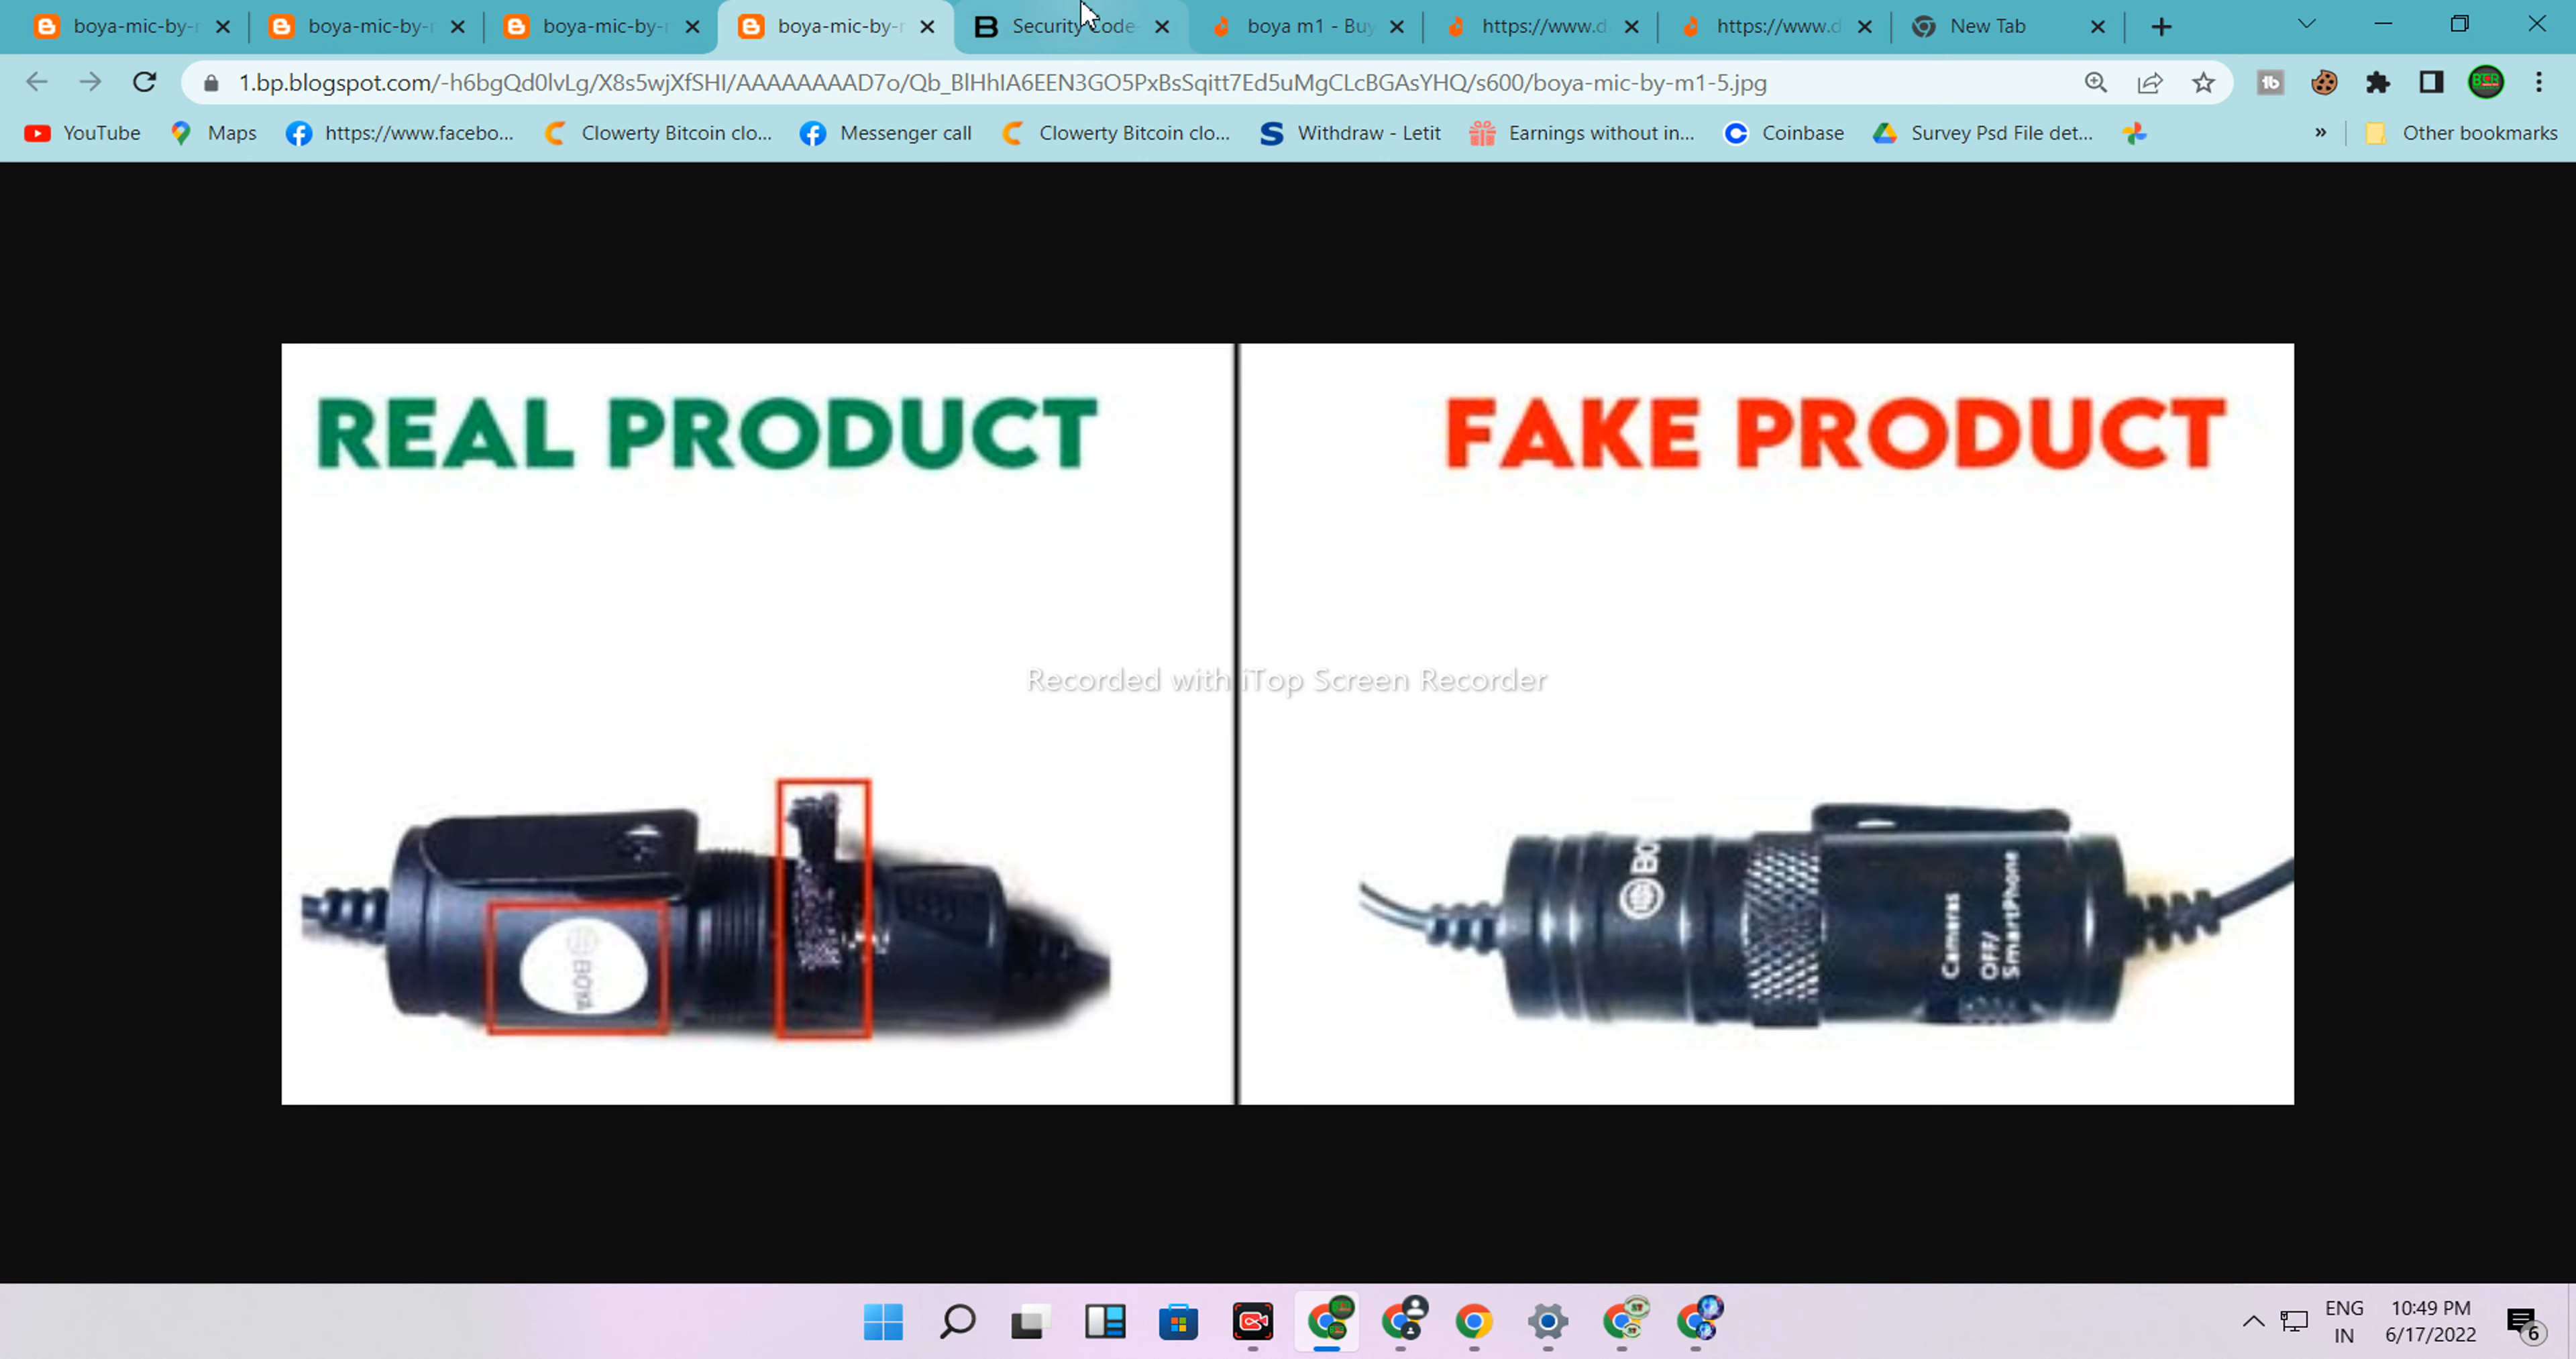 boya-mic-by-r
boya-mic-by-r
boya-mic-by-r
boya-mic-by-r
Security Code-
boya m1 - Buy
https://www.d
https://www.d
New Tab
1.bp.blogspot.com/-h6bgQd0lvLg/X8s5wjXfSHI/AAAAAAAAD7o/Qb_BlHhIA6EEN3GO5PxBsSqitt7Ed5uMgCLcBGAsYHQ/s600/boya-mic-by-m1-5.jpg
YouTube
Maps
https://www.facebo...
Clowerty Bitcoin clo...
Messenger call
Clowerty Bitcoin clo...
Withdraw - Letit
Earnings without in...
Coinbase
Survey Psd File det...
»
Other bookmarks
REAL PRODUCT
FAKE PRODUCT
Recorded with iTop Screen Recorder
BOYA
BO
Camaras
OFF/
SmartPhone
ENG
IN
10:49 PM
6/17/2022
6